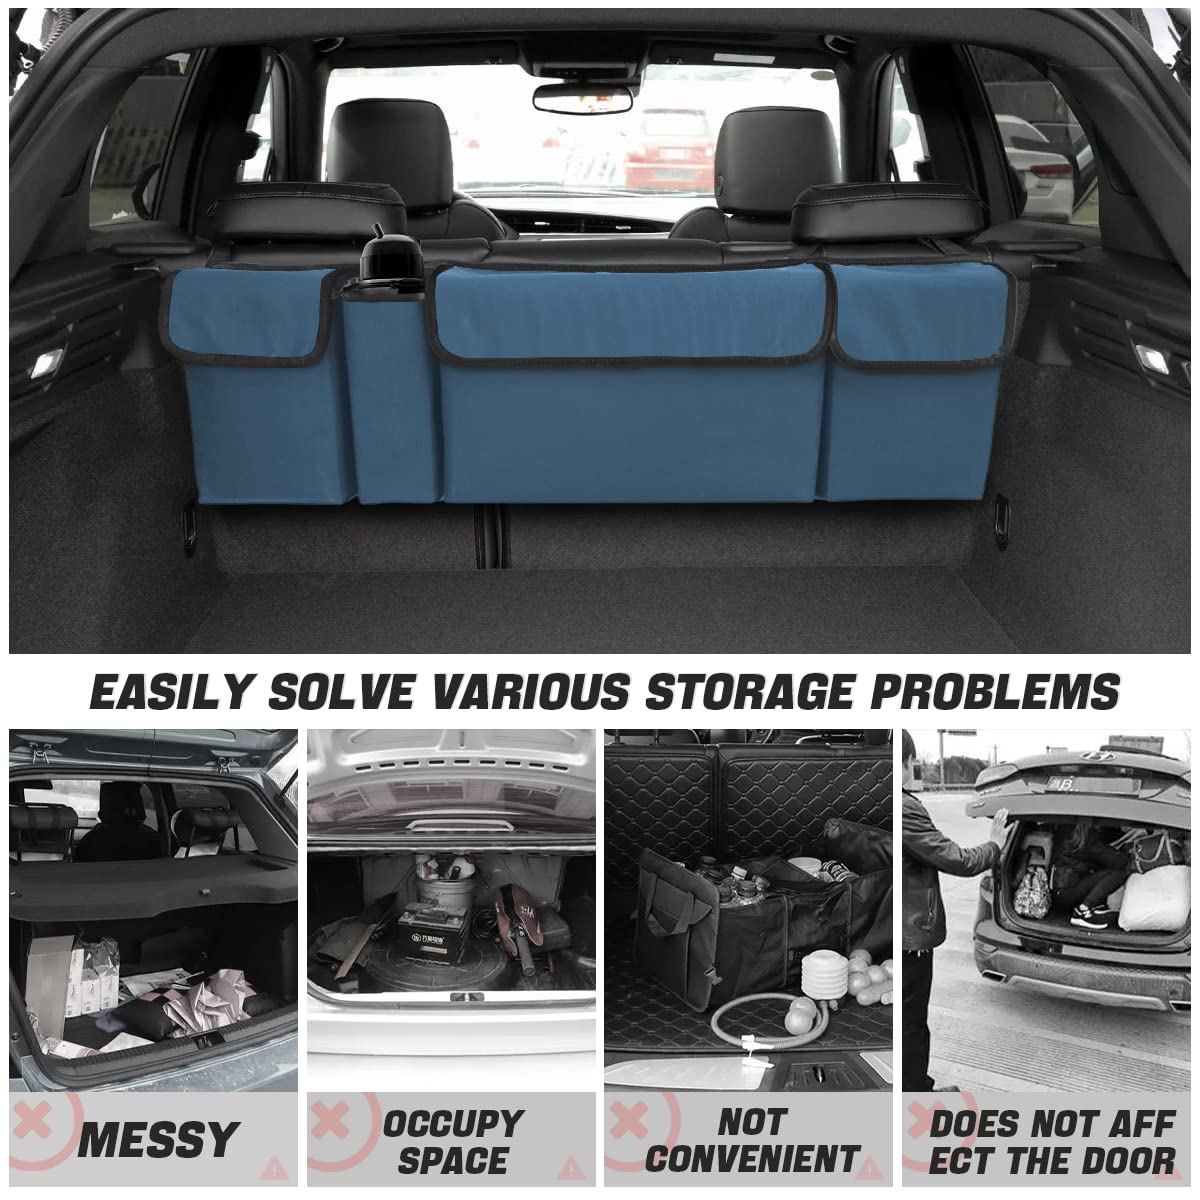 EASILY SOLVE VARIOUS STORAGE PROBLEMS
MESSY
OCCUPY
SPACE
NOT
CONVENIENT
DOES NOT AFF
ECT THE DOOR